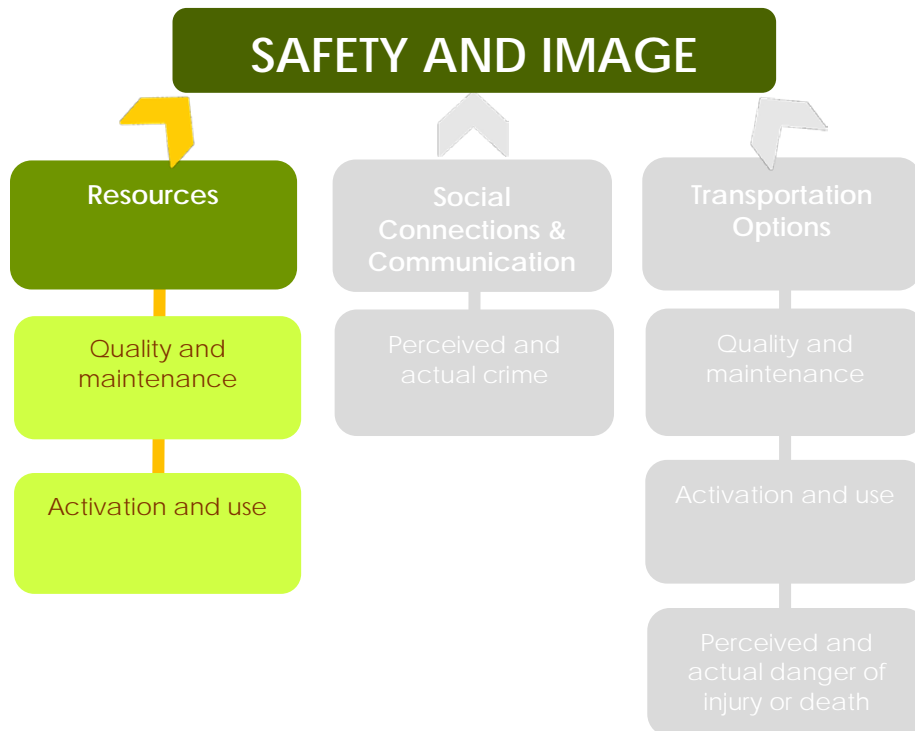 SAFETY AND IMAGE
Resources
Quality and
maintenance
Activation and use
Social
Connections &
Communication
Perceived and
actual crime
Transportation
Options
Quality and
maintenance
Activation and use
Perceived and
actual danger of
injury or death